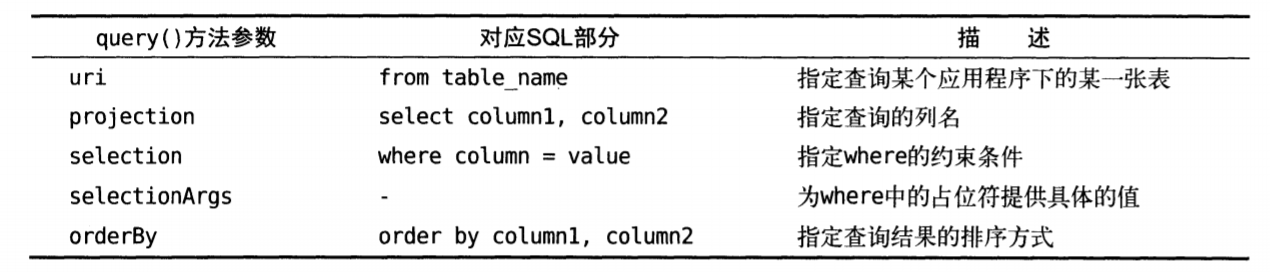 query()方法参数 对应SQL部分 描 述
uri from table_name 指定查询某个应用程序下的某一张表
projection select column1, column2 指定查询的列名
selection where column = value 指定where的约束条件
selectionArgs - 为where中的占位符提供具体的值
orderBy order by column1, column2 指定查询结果的排序方式